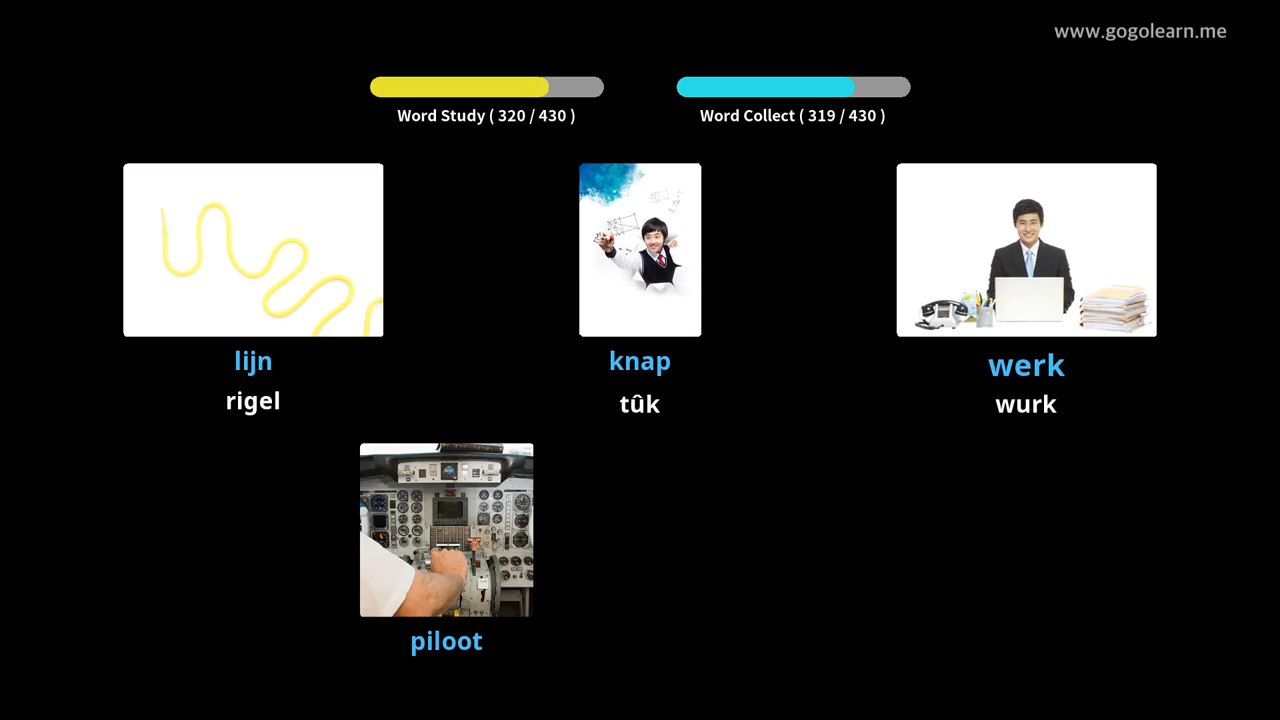 www.gogolearn.me
Word Study ( 320 / 430 )
Word Collect ( 319 / 430 )
lijn
knap
werk
rigel
tûk
wurk
piloot